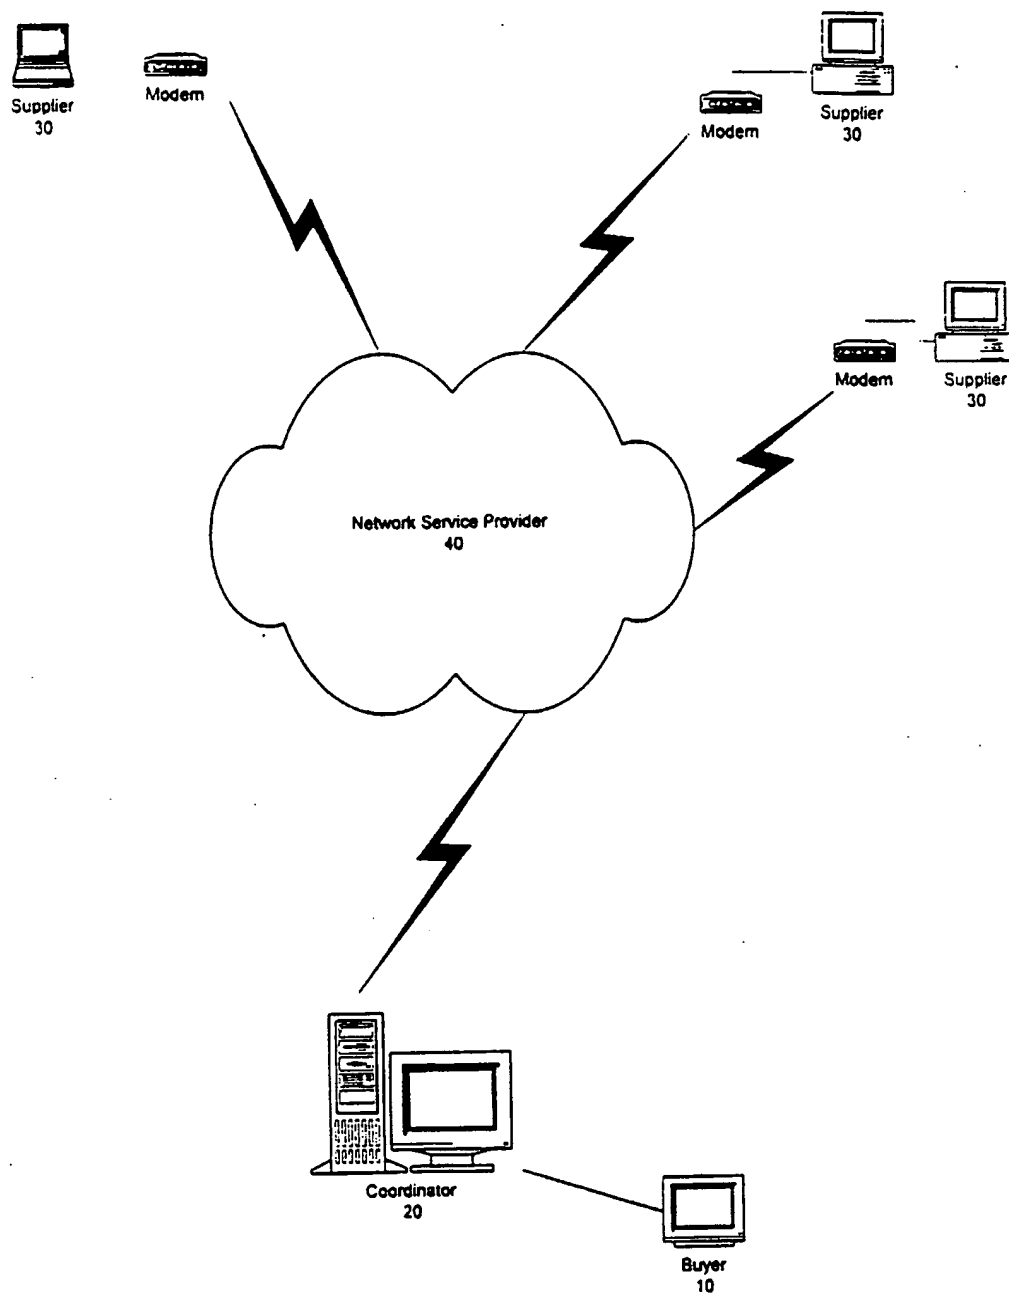 Supplier
30
Modem
Modem
Supplier
30
Modem
Supplier
30
Network Service Provider
40
Coordinator
20
Buyer
10